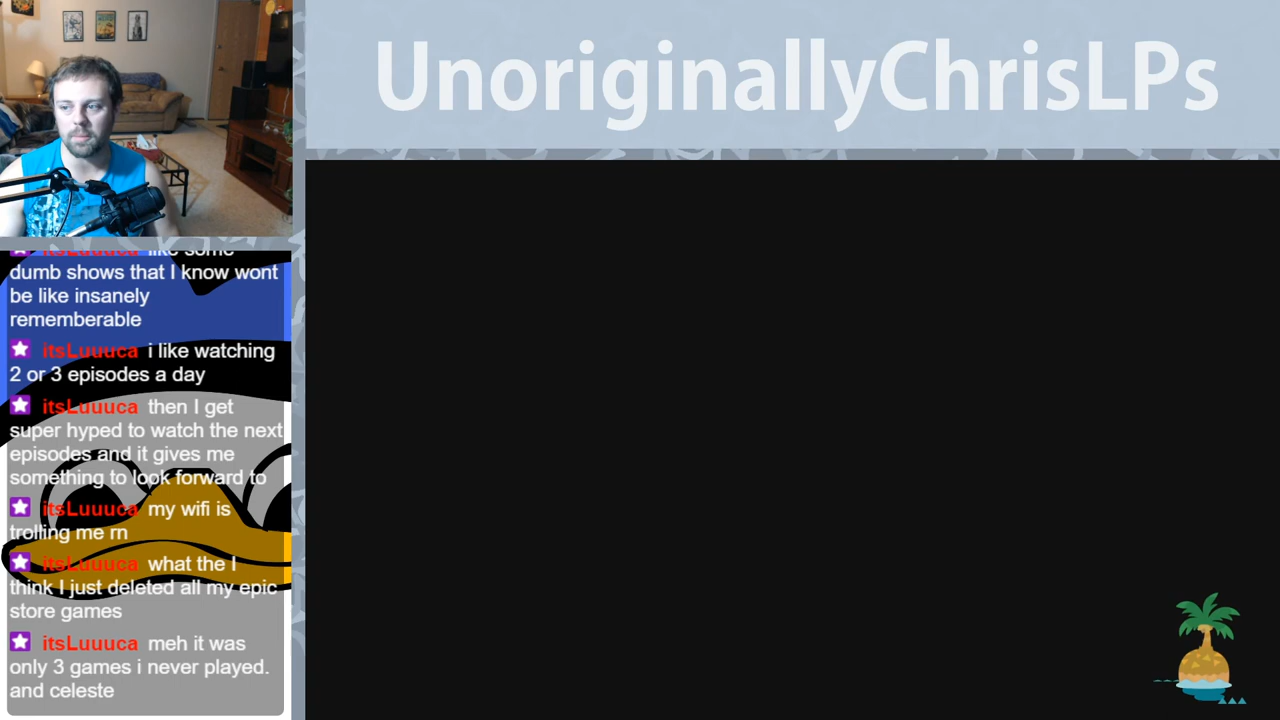 UnoriginallyChrisLPs
itsLuuuca like some
dumb shows that I know wont
be like insanely
rememberable
itsLuuuca i like watching
2 or 3 episodes a day
itsLuuuca then I get
super hyped to watch the next
episodes and it gives me
something to look forward to
itsLuuuca my wifi is
trolling me rn
itsLuuuca what the I
think I just deleted all my epic
store games
itsLuuuca meh it was
only 3 games i never played.
and celeste